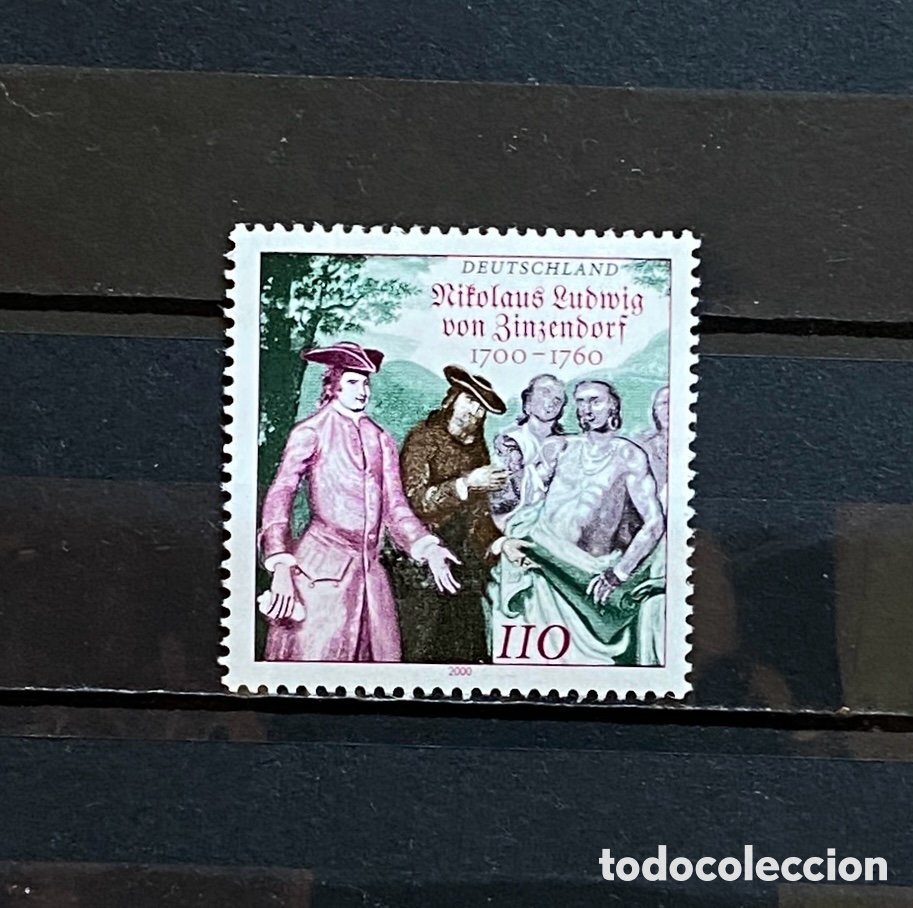 DEUTSCHLAND
Nikolaus Ludwig
von Zinzendorf
1700–1760
110
2000
todocoleccion